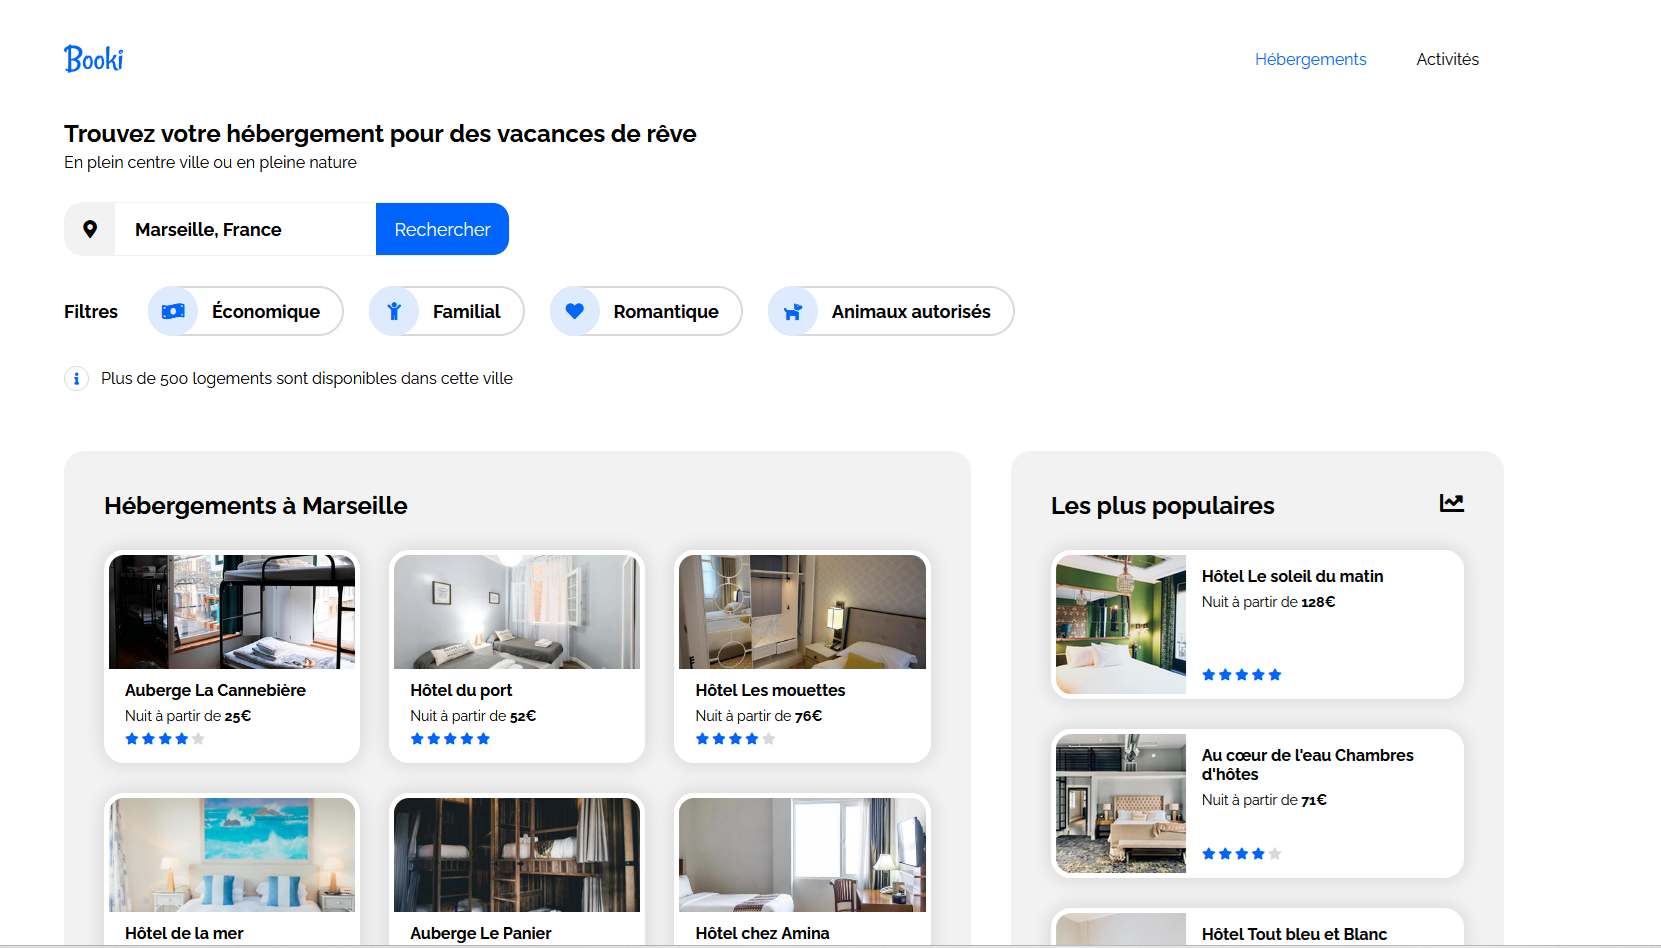 Booki
Hébergements
Activités
Trouvez votre hébergement pour des vacances de rêve
En plein centre ville ou en pleine nature
Marseille, France
Rechercher
Filtres
Économique
Familial
Romantique
Animaux autorisés
Plus de 500 logements sont disponibles dans cette ville
Hébergements à Marseille
Auberge La Cannebière
Nuit à partir de 25€
Hôtel du port
Nuit à partir de 52€
Hôtel Les mouettes
Nuit à partir de 76€
Hôtel de la mer
Auberge Le Panier
Hôtel chez Amina
Les plus populaires
Hôtel Le soleil du matin
Nuit à partir de 128€
Au cœur de l'eau Chambres
d'hôtes
Nuit à partir de 71€
Hôtel Tout bleu et Blanc